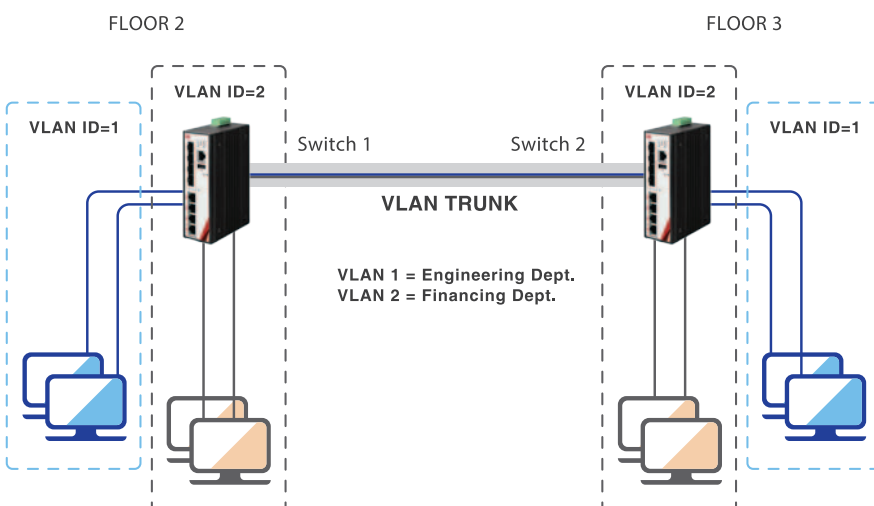 FLOOR 2
FLOOR 3
VLAN ID=2
VLAN ID=2
VLAN ID=1
VLAN ID=1
Switch 1
Switch 2
VLAN TRUNK
VLAN 1 = Engineering Dept.
VLAN 2 = Financing Dept.